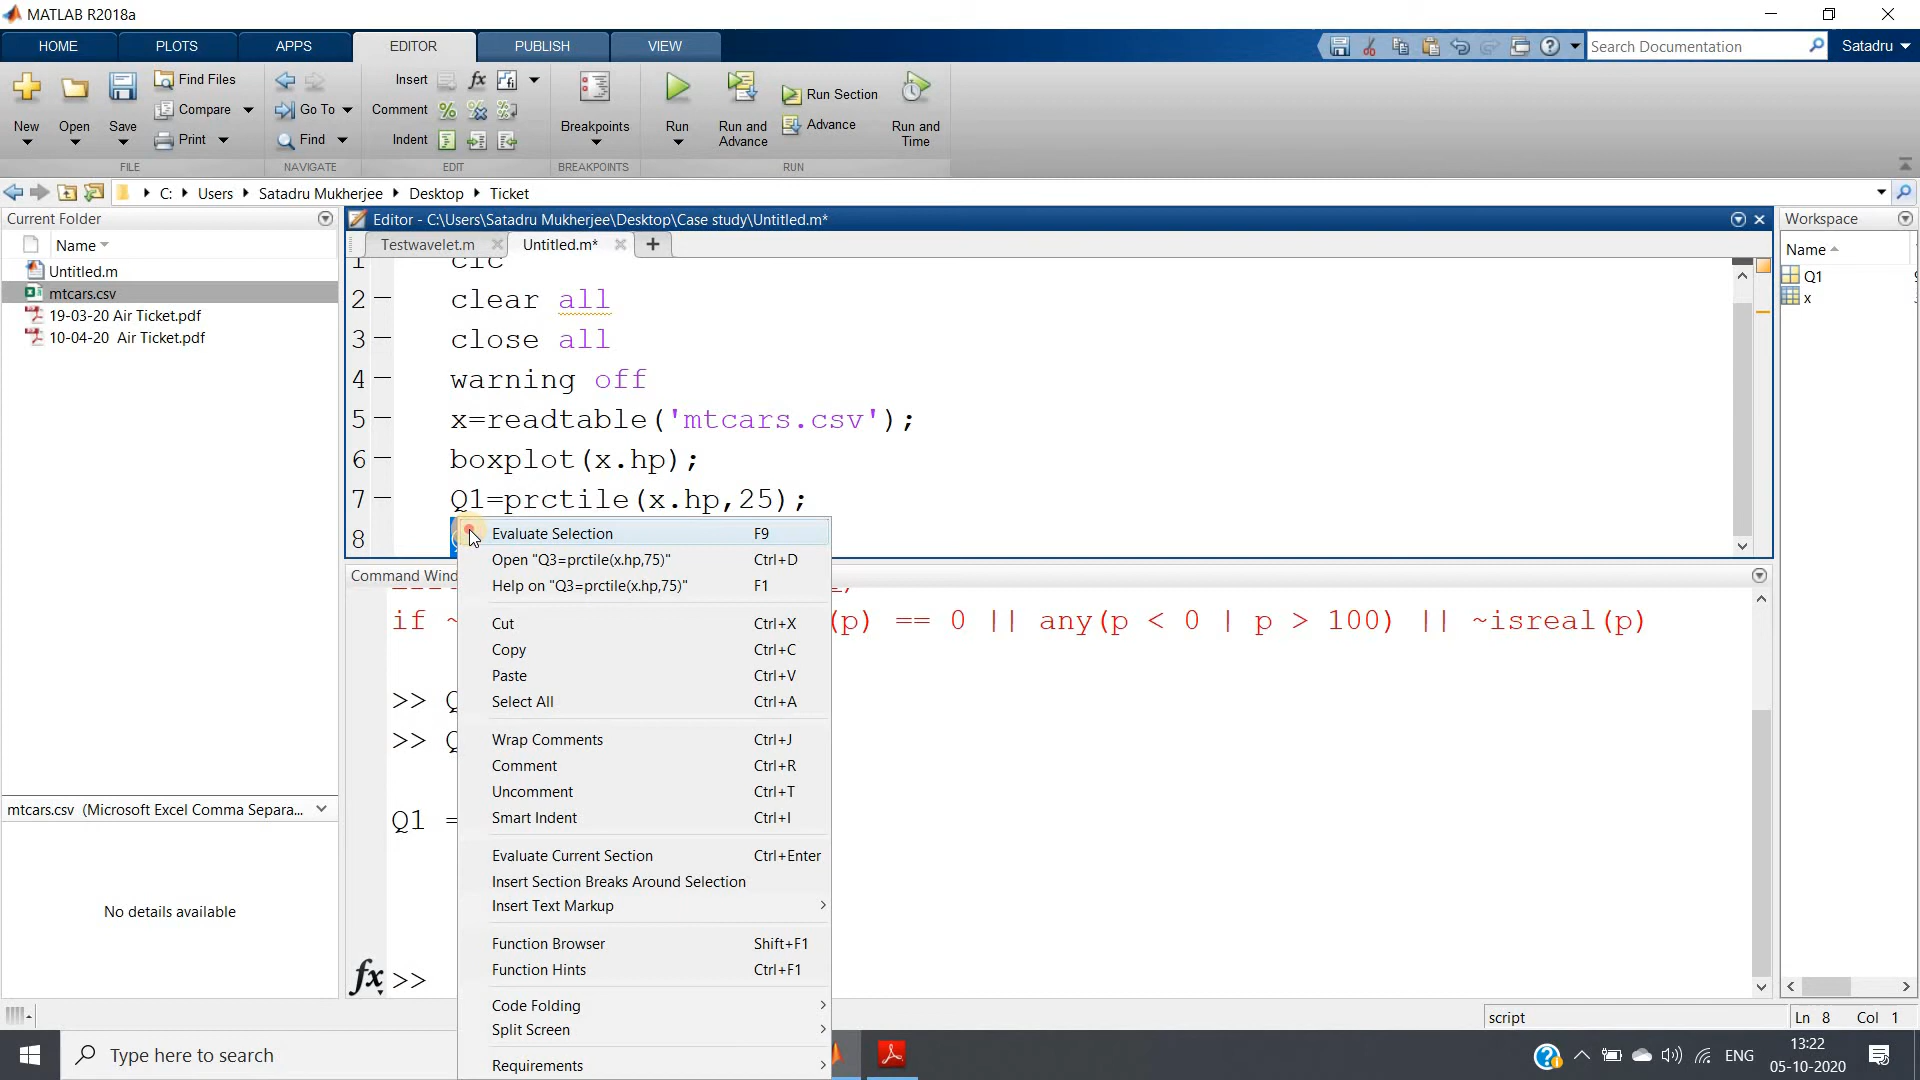 MATLAB R2018a
HOME PLOTS APPS EDITOR PUBLISH VIEW
Search Documentation
Satadru
New
Open
Save
Find Files
Compare
Print
FILE
Go To
Find
NAVIGATE
Insert
Comment
Indent
EDIT
Breakpoints
BREAKPOINTS
Run
Run and Advance
Run Section
Advance
Run and Time
RUN
C: Users Satadru Mukherjee Desktop Ticket
Current Folder
Name
Untitled.m
mtcars.csv
19-03-20 Air Ticket.pdf
10-04-20 Air Ticket.pdf
mtcars.csv (Microsoft Excel Comma Separa...
No details available
Editor - C:\Users\Satadru Mukherjee\Desktop\Case study\Untitled.m*
Testwavelet.m Untitled.m*
1 clc
2 clear all
3 close all
4 warning off
5 x=readtable('mtcars.csv');
6 boxplot(x.hp);
7 Q1=prctile(x.hp,25);
8
Evaluate Selection F9
Open "Q3=prctile(x.hp,75)" Ctrl+D
Help on "Q3=prctile(x.hp,75)" F1
Cut Ctrl+X
Copy Ctrl+C
Paste Ctrl+V
Select All Ctrl+A
Wrap Comments Ctrl+J
Comment Ctrl+R
Uncomment Ctrl+T
Smart Indent Ctrl+I
Evaluate Current Section Ctrl+Enter
Insert Section Breaks Around Selection
Insert Text Markup
Function Browser Shift+F1
Function Hints Ctrl+F1
Code Folding
Split Screen
Requirements
Command Wind
if ~ (p) == 0 || any(p < 0 | p > 100) || ~isreal(p)
>> Q
>> Q
Q1 =
fx >>
Workspace
Name
Q1
x
script
Ln 8 Col 1
Type here to search
ENG
13:22
05-10-2020